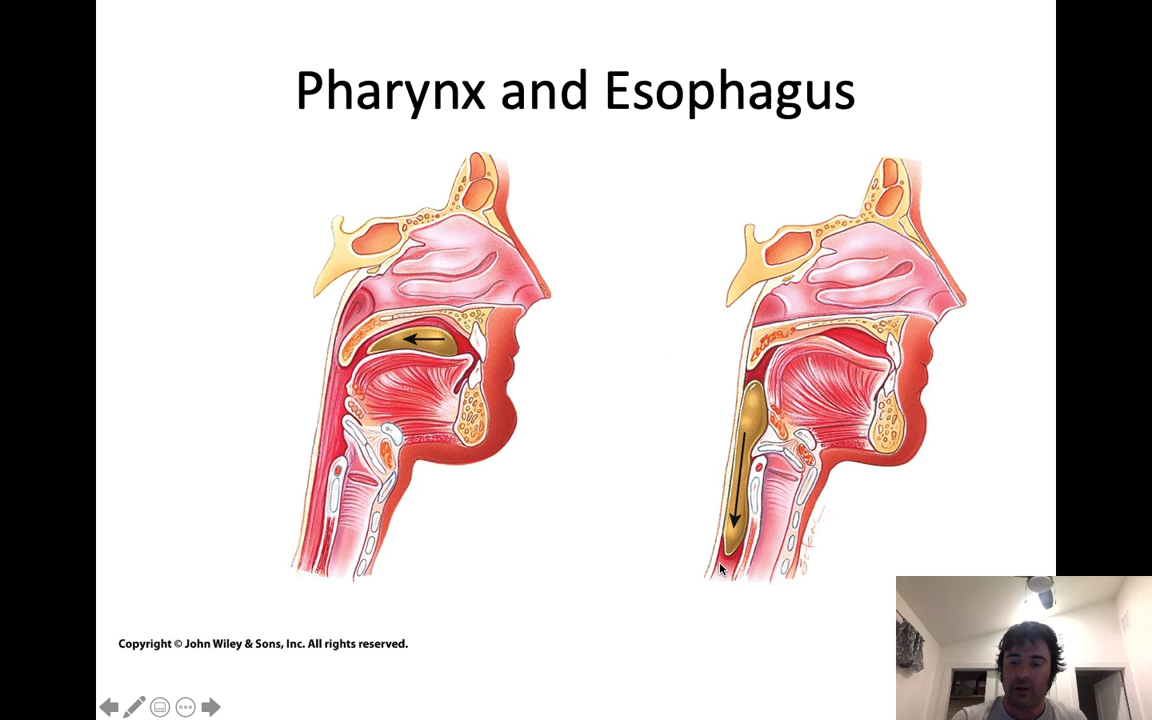 Pharynx and Esophagus
Copyright © John Wiley & Sons, Inc. All rights reserved.